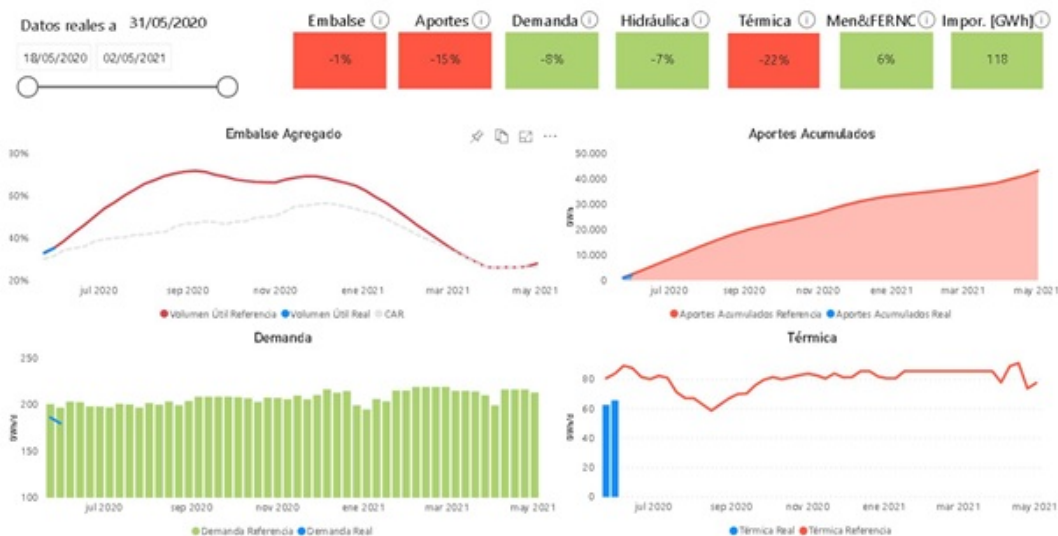 Datos reales a 31/05/2020
18/05/2020 02/05/2021
Embalse Aportes Demanda Hidráulica Térmica Men&FERNC Impor. [GWh]
-1% -15% -8% -7% -22% 6% 118
Embalse Agregado
80%
60%
40%
20%
jul 2020 sep 2020 nov 2020 ene 2021 mar 2021 may 2021
Volumen Útil Referencia Volumen Útil Real CAR
Aportes Acumulados
50.000
40.000
30.000
20.000
10.000
0
GWh
jul 2020 sep 2020 nov 2020 ene 2021 mar 2021 may 2021
Aportes Acumulados Referencia Aportes Acumulados Real
Demanda
250
200
150
100
GWh/d
jul 2020 sep 2020 nov 2020 ene 2021 mar 2021 may 2021
Demanda Referencia Demanda Real
Térmica
80
60
40
20
0
GWh/d
jul 2020 sep 2020 nov 2020 ene 2021 mar 2021 may 2021
Térmica Real Térmica Referencia